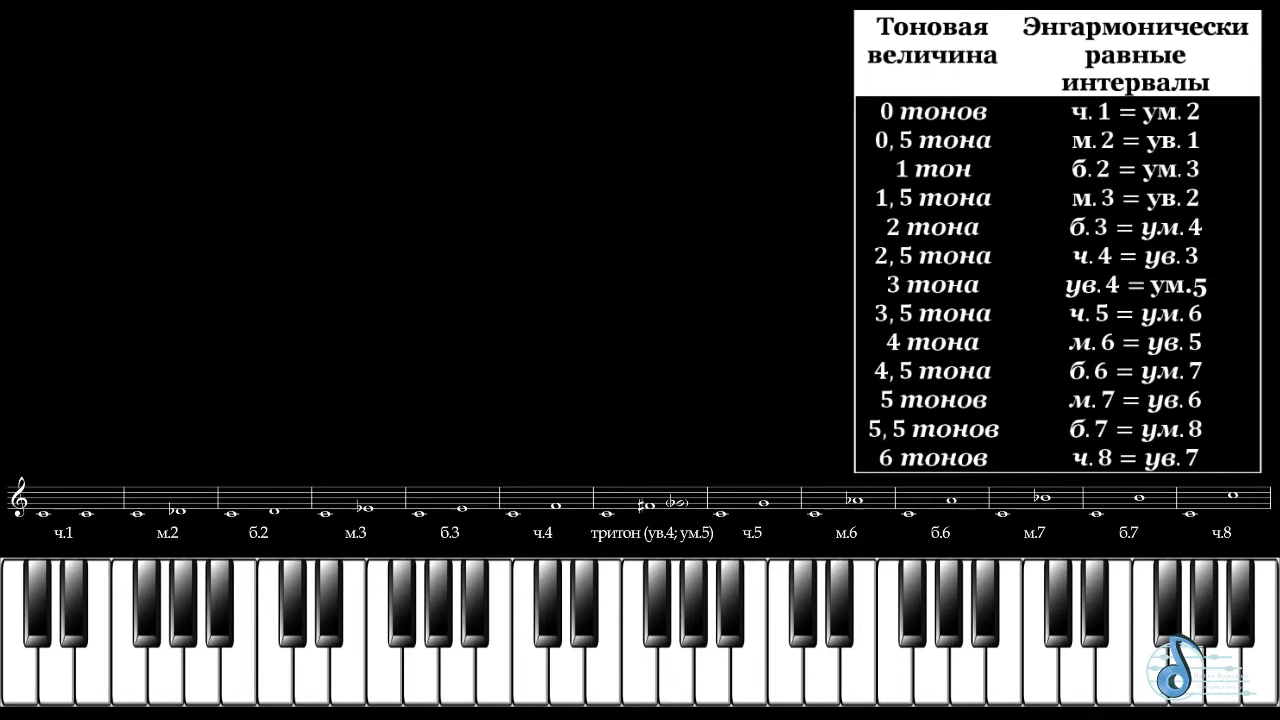 Тоновая Энгармонически
величина равные
интервалы
0 тонов ч. 1 = ум. 2
0, 5 тона м. 2 = ув. 1
1 тон б. 2 = ум. 3
1, 5 тона м. 3 = ув. 2
2 тона б. 3 = ум. 4
2, 5 тона ч. 4 = ув. 3
3 тона ув. 4 = ум.5
3, 5 тона ч. 5 = ум. 6
4 тона м. 6 = ув. 5
4, 5 тона б. 6 = ум. 7
5 тонов м. 7 = ув. 6
5, 5 тонов б. 7 = ум. 8
6 тонов ч. 8 = ув. 7
ч.1 м.2 б.2 м.3 б.3 ч.4 тритон (ув.4; ум.5) ч.5 м.6 б.6 м.7 б.7 ч.8